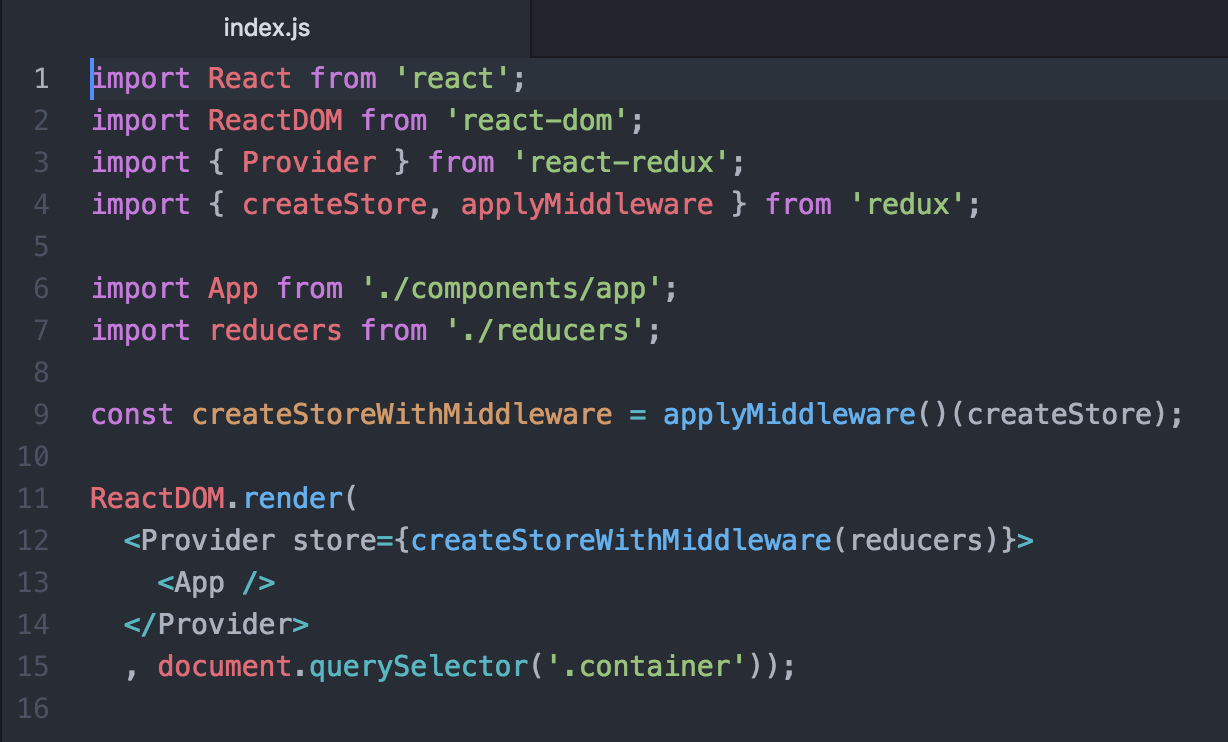 index.js
1 import React from 'react';
2 import ReactDOM from 'react-dom';
3 import { Provider } from 'react-redux';
4 import { createStore, applyMiddleware } from 'redux';
5
6 import App from './components/app';
7 import reducers from './reducers';
8
9 const createStoreWithMiddleware = applyMiddleware()(createStore);
10
11 ReactDOM.render(
12   <Provider store={createStoreWithMiddleware(reducers)}>
13     <App />
14   </Provider>
15   , document.querySelector('.container'));
16